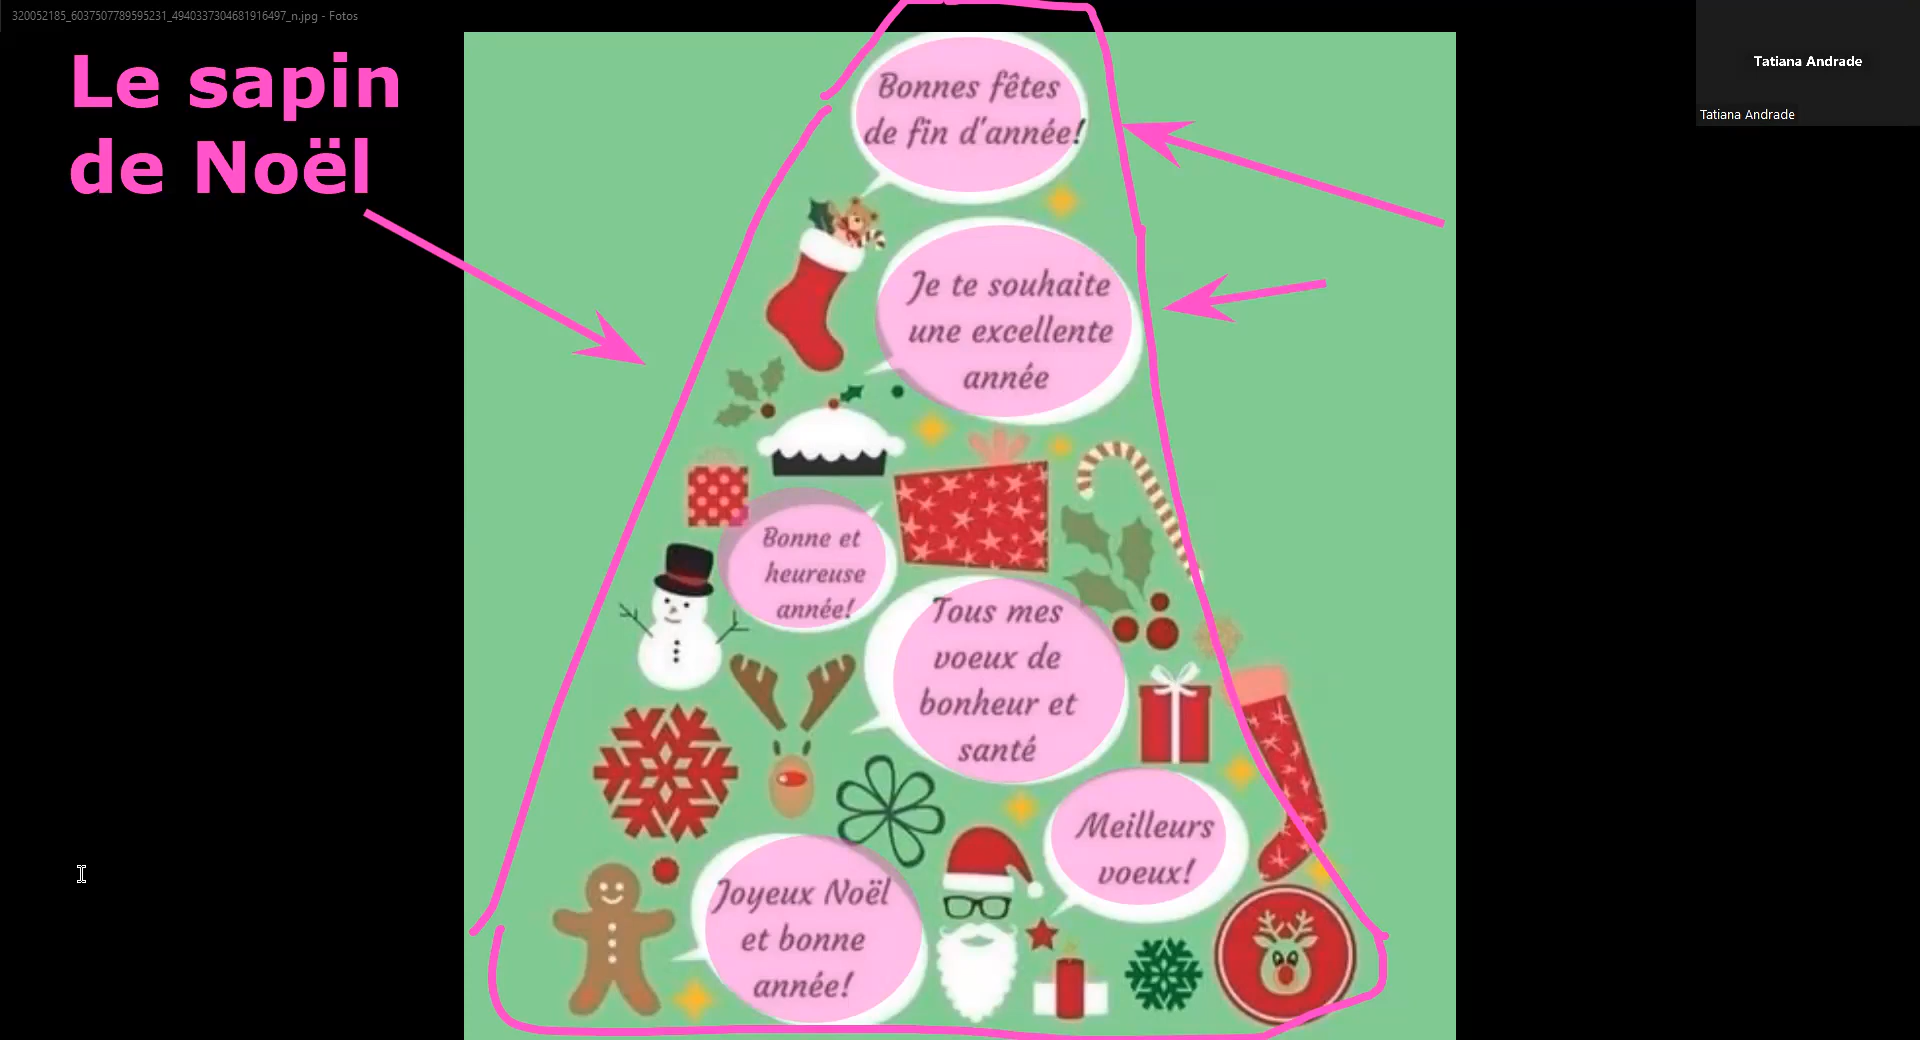 320052185_6037507789595231_4940337304681916497_n.jpg - Fotos
Le sapin
de Noël
Tatiana Andrade
Tatiana Andrade
Bonnes fêtes
de fin d'année!
Je te souhaite
une excellente
année
Bonne et
heureuse
année!
Tous mes
voeux de
bonheur et
santé
Meilleurs
voeux!
Joyeux Noël
et bonne
année!